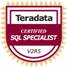 Teradata
CERTIFIED
SQL SPECIALIST
V2R5